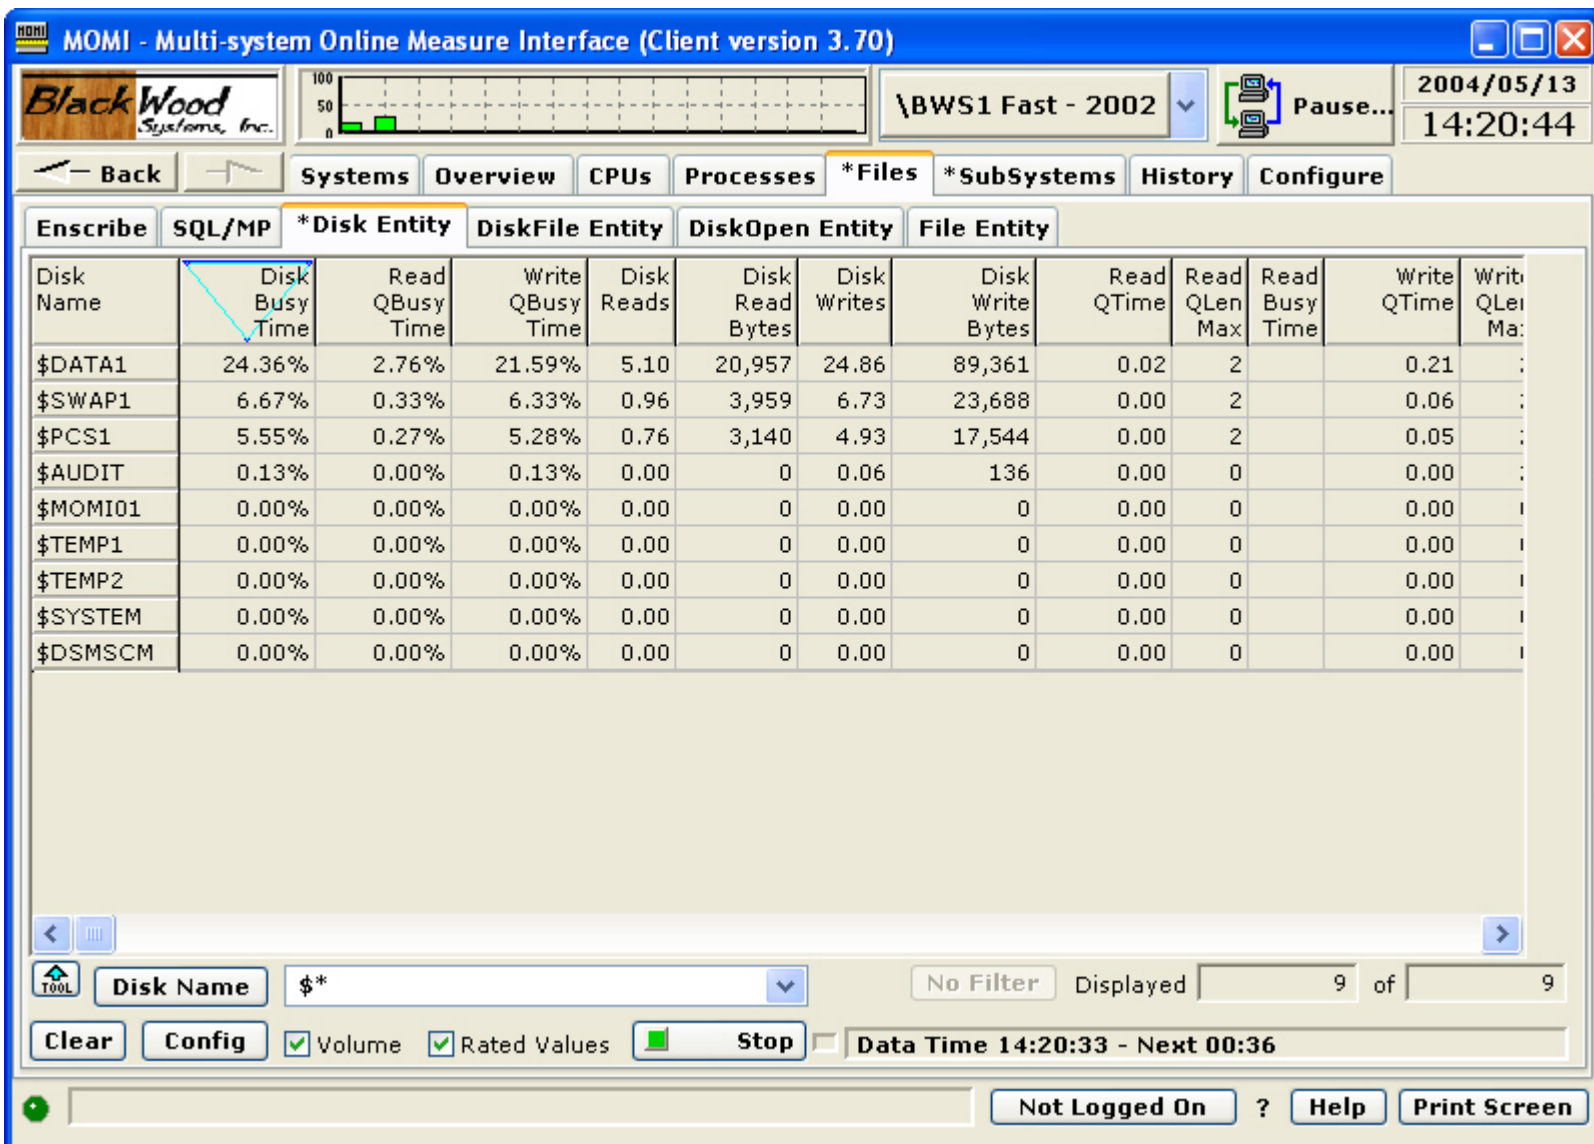 MOMI
MOMI - Multi-system Online Measure Interface (Client version 3.70)
BlackWood
Systems, Inc.
100
50
0
\BWS1 Fast - 2002
Pause...
2004/05/13
14:20:44
Back
Systems Overview CPUs Processes *Files *SubSystems History Configure
Enscribe SQL/MP *Disk Entity DiskFile Entity DiskOpen Entity File Entity
Disk Disk Read Write Disk Disk Disk Disk Read Read Read Write
Name Busy QBusy QBusy Reads Read Writes Write QTime QLen Busy QTime
Time Time Time Bytes Bytes Max Time
$DATA1 24.36% 2.76% 21.59% 5.10 20,957 24.86 89,361 0.02 2 0.21
$SWAP1 6.67% 0.33% 6.33% 0.96 3,959 6.73 23,688 0.00 2 0.06
$PCS1 5.55% 0.27% 5.28% 0.76 3,140 4.93 17,544 0.00 2 0.05
$AUDIT 0.13% 0.00% 0.13% 0.00 0 0.06 136 0.00 0 0.00
$MOMI01 0.00% 0.00% 0.00% 0.00 0 0.00 0 0.00 0 0.00
$TEMP1 0.00% 0.00% 0.00% 0.00 0 0.00 0 0.00 0 0.00
$TEMP2 0.00% 0.00% 0.00% 0.00 0 0.00 0 0.00 0 0.00
$SYSTEM 0.00% 0.00% 0.00% 0.00 0 0.00 0 0.00 0 0.00
$DSMSCM 0.00% 0.00% 0.00% 0.00 0 0.00 0 0.00 0 0.00
TOOL
Disk Name $* No Filter Displayed 9 of 9
Clear Config Volume Rated Values Stop Data Time 14:20:33 - Next 00:36
Not Logged On ? Help Print Screen